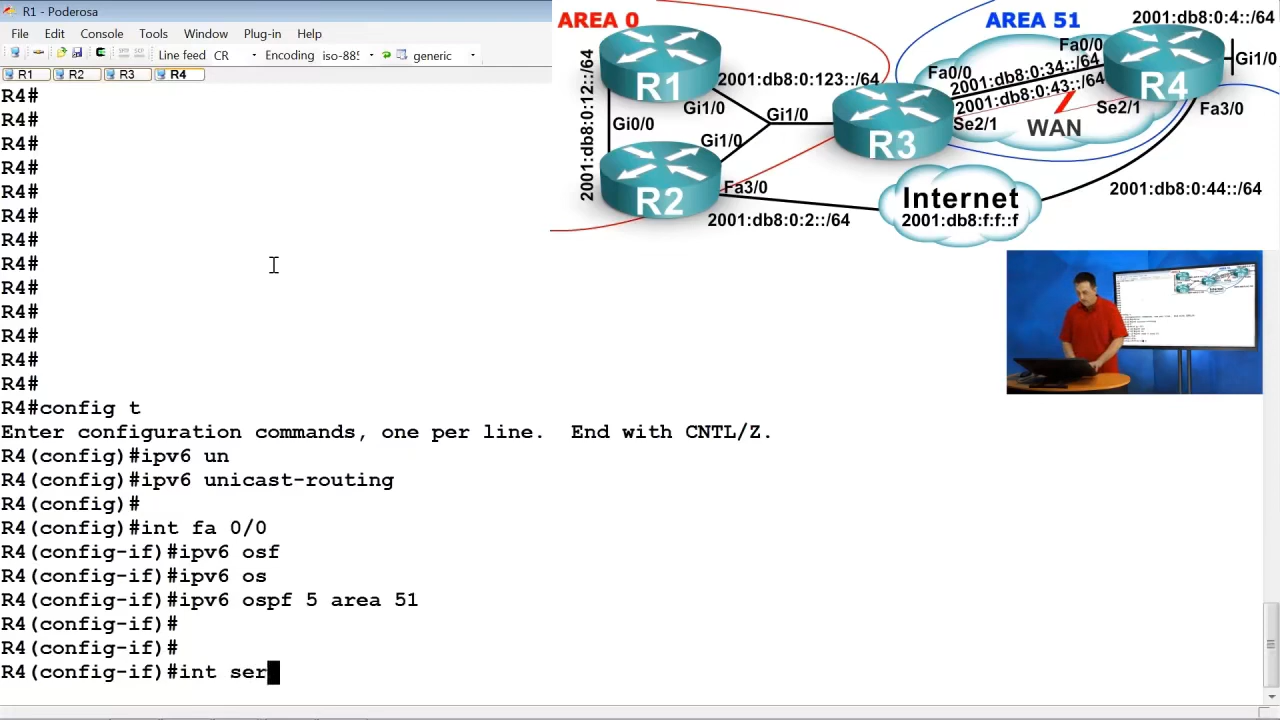 R1 - Poderosa
File Edit Console Tools Window Plug-in Help
Line feed CR Encoding iso-88 generic
R1 R2 R3 R4
R4#
R4#
R4#
R4#
R4#
R4#
R4#
R4#
R4#
R4#
R4#
R4#
R4#
R4#config t
Enter configuration commands, one per line. End with CNTL/Z.
R4(config)#ipv6 un
R4(config)#ipv6 unicast-routing
R4(config)#
R4(config)#int fa 0/0
R4(config-if)#ipv6 osf
R4(config-if)#ipv6 os
R4(config-if)#ipv6 ospf 5 area 51
R4(config-if)#
R4(config-if)#
R4(config-if)#int ser
AREA 0
AREA 51
2001:db8:0:4::/64
R1
2001:db8:0:12::/64
2001:db8:0:123::/64
Gi1/0
Gi0/0
Gi1/0
Gi1/0
R2
Fa3/0
2001:db8:0:2::/64
R3
Fa0/0
Fa0/0
2001:db8:0:34::/64
2001:db8:0:43::/64
Se2/1
Se2/1
WAN
R4
Gi1/0
Fa3/0
2001:db8:0:44::/64
Internet
2001:db8:f:f::f